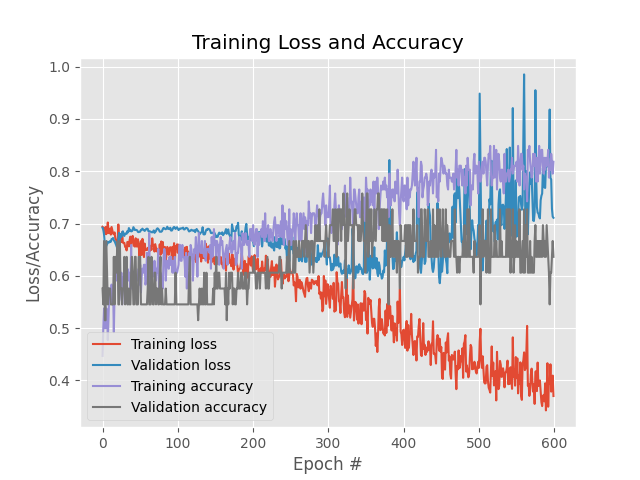 Training Loss and Accuracy
1.0
0.9
0.8
0.7
0.6
0.5
0.4
Loss/Accuracy
Training loss
Validation loss
Training accuracy
Validation accuracy
0 100 200 300 400 500 600
Epoch #